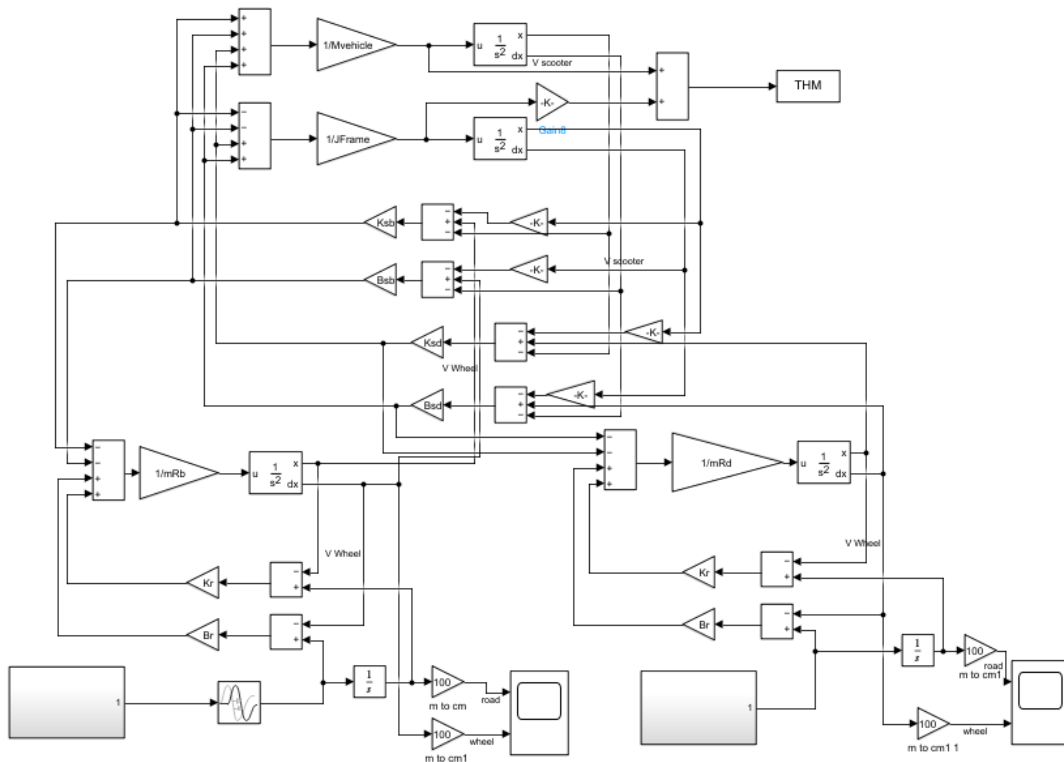 +
+
+
+
1/Mvehicle
u
1
s²
x
dx
V scooter
+
+
THM
-K-
Gain8
−
−
+
+
1/JFrame
u
1
s²
x
dx
Ksb
−
+
−
-K-
Bsb
−
+
−
-K-
V scooter
Ksd
−
+
−
-K-
V Wheel
Bsd
−
+
−
-K-
−
−
+
+
1/mRb
u
1
s²
x
dx
−
−
+
+
1/mRd
u
1
s²
x
dx
V Wheel
V Wheel
Kr
−
+
Kr
−
+
Br
−
+
Br
−
+
1
1
s
100
m to cm
road
100
m to cm1
wheel
1
1
s
100
m to cm1
road
100
m to cm1 1
wheel